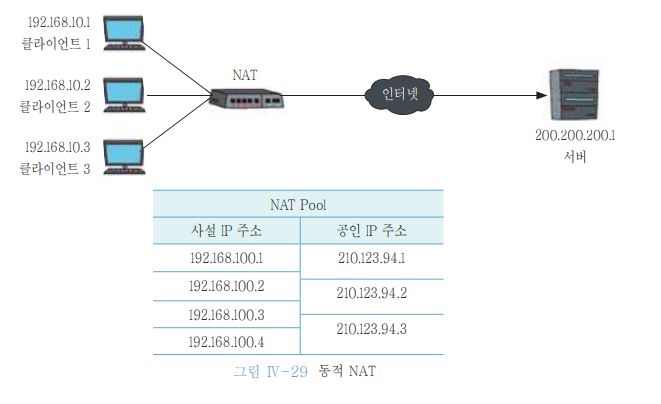 192.168.10.1
클라이언트 1
192.168.10.2
클라이언트 2
192.168.10.3
클라이언트 3
NAT
인터넷
200.200.200.1
서버
NAT Pool
사설 IP 주소 공인 IP 주소
192.168.100.1 210.123.94.1
192.168.100.2
210.123.94.2
192.168.100.3
210.123.94.3
192.168.100.4
그림 Ⅳ-29 동적 NAT